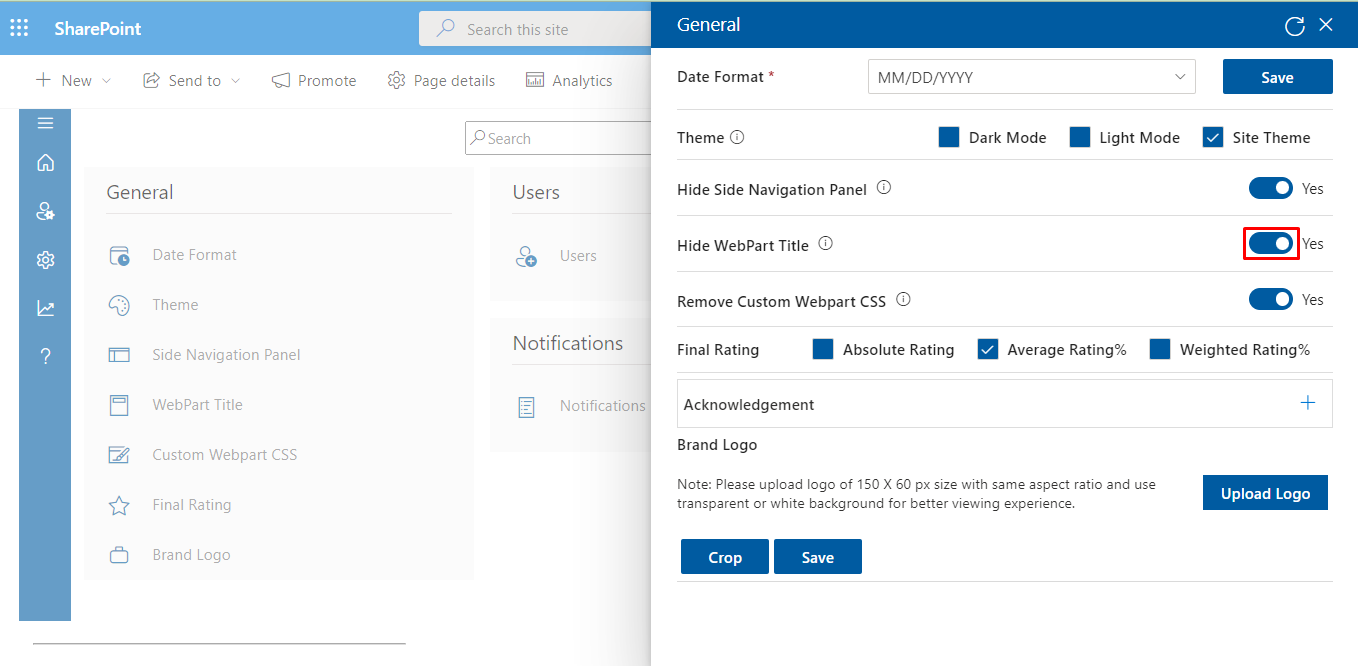 SharePoint
Search this site
New
Send to
Promote
Page details
Analytics
Search
General
Date Format
Theme
Side Navigation Panel
WebPart Title
Custom Webpart CSS
Final Rating
Brand Logo
Users
Users
Notifications
Notifications
General
Date Format *
MM/DD/YYYY
Save
Theme
Dark Mode
Light Mode
Site Theme
Hide Side Navigation Panel
Yes
Hide WebPart Title
Yes
Remove Custom Webpart CSS
Yes
Final Rating
Absolute Rating
Average Rating%
Weighted Rating%
Acknowledgement
Brand Logo
Note: Please upload logo of 150 X 60 px size with same aspect ratio and use
transparent or white background for better viewing experience.
Upload Logo
Crop
Save